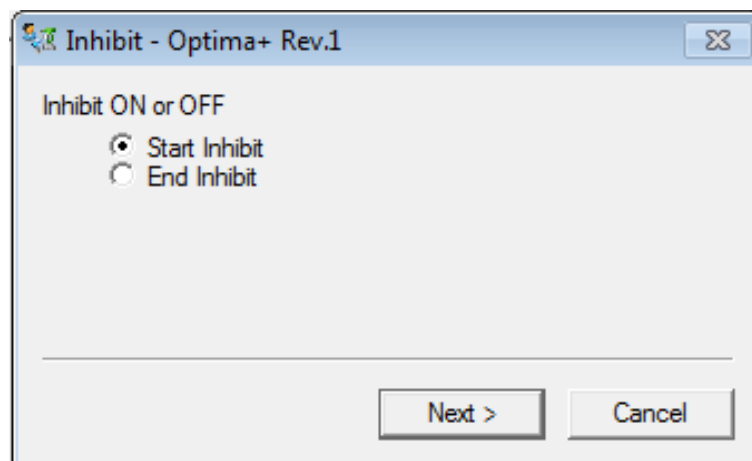 Inhibit - Optima+ Rev.1
Inhibit ON or OFF
Start Inhibit
End Inhibit
Next >
Cancel